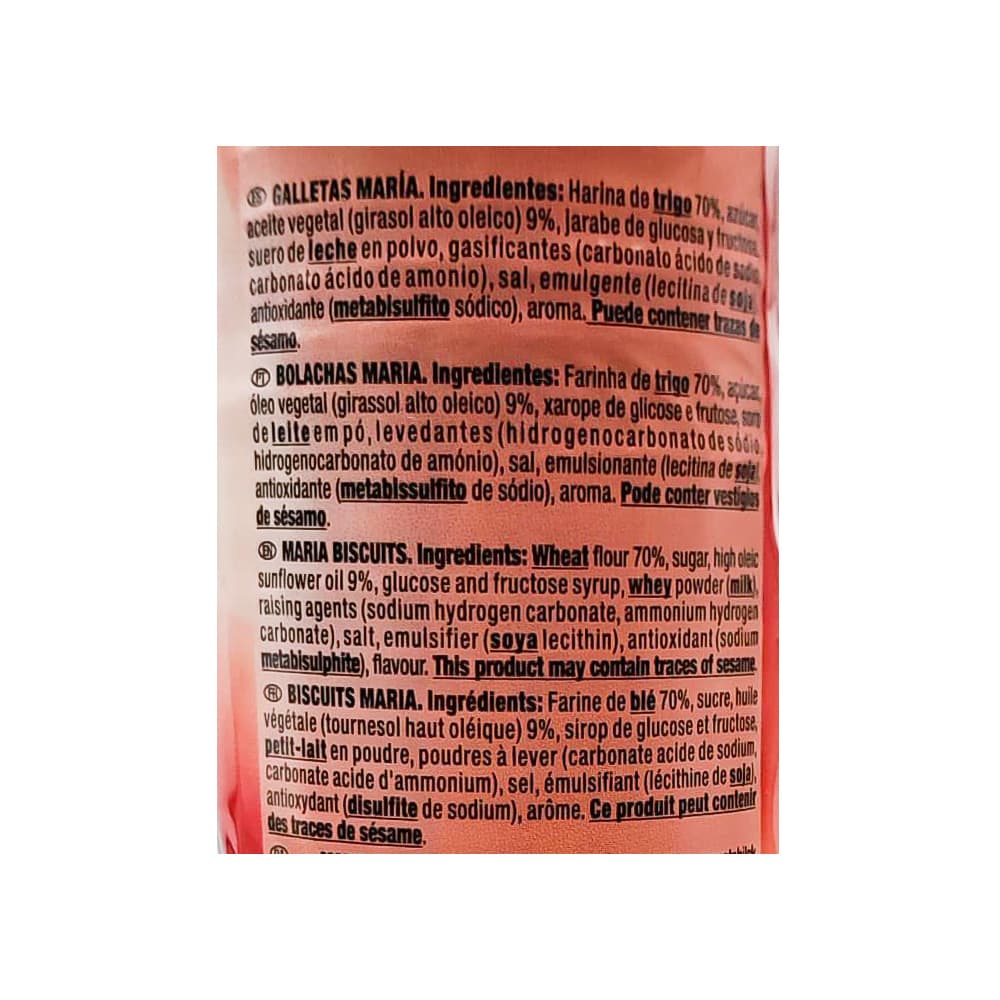 ES GALLETAS MARÍA. Ingredientes: Harina de trigo 70%, azúcar,
aceite vegetal (girasol alto oleico) 9%, jarabe de glucosa y fructosa,
suero de leche en polvo, gasificantes (carbonato ácido de sodio,
carbonato ácido de amonio), sal, emulgente (lecitina de soja),
antioxidante (metabisulfito sódico), aroma. Puede contener trazas de
sésamo.
PT BOLACHAS MARIA. Ingredientes: Farinha de trigo 70%, açúcar,
óleo vegetal (girassol alto oleico) 9%, xarope de glicose e frutose, soro
de leite em pó, levedantes (hidrogenocarbonato de sódio,
hidrogenocarbonato de amónio), sal, emulsionante (lecitina de soja),
antioxidante (metabissulfito de sódio), aroma. Pode conter vestígios
de sésamo.
EN MARIA BISCUITS. Ingredients: Wheat flour 70%, sugar, high oleic
sunflower oil 9%, glucose and fructose syrup, whey powder (milk),
raising agents (sodium hydrogen carbonate, ammonium hydrogen
carbonate), salt, emulsifier (soya lecithin), antioxidant (sodium
metabisulphite), flavour. This product may contain traces of sesame.
FR BISCUITS MARIA. Ingrédients: Farine de blé 70%, sucre, huile
végétale (tournesol haut oléique) 9%, sirop de glucose et fructose,
petit-lait en poudre, poudres à lever (carbonate acide de sodium,
carbonate acide d'ammonium), sel, émulsifiant (lécithine de soja),
antioxydant (disulfite de sodium), arôme. Ce produit peut contenir
des traces de sésame.